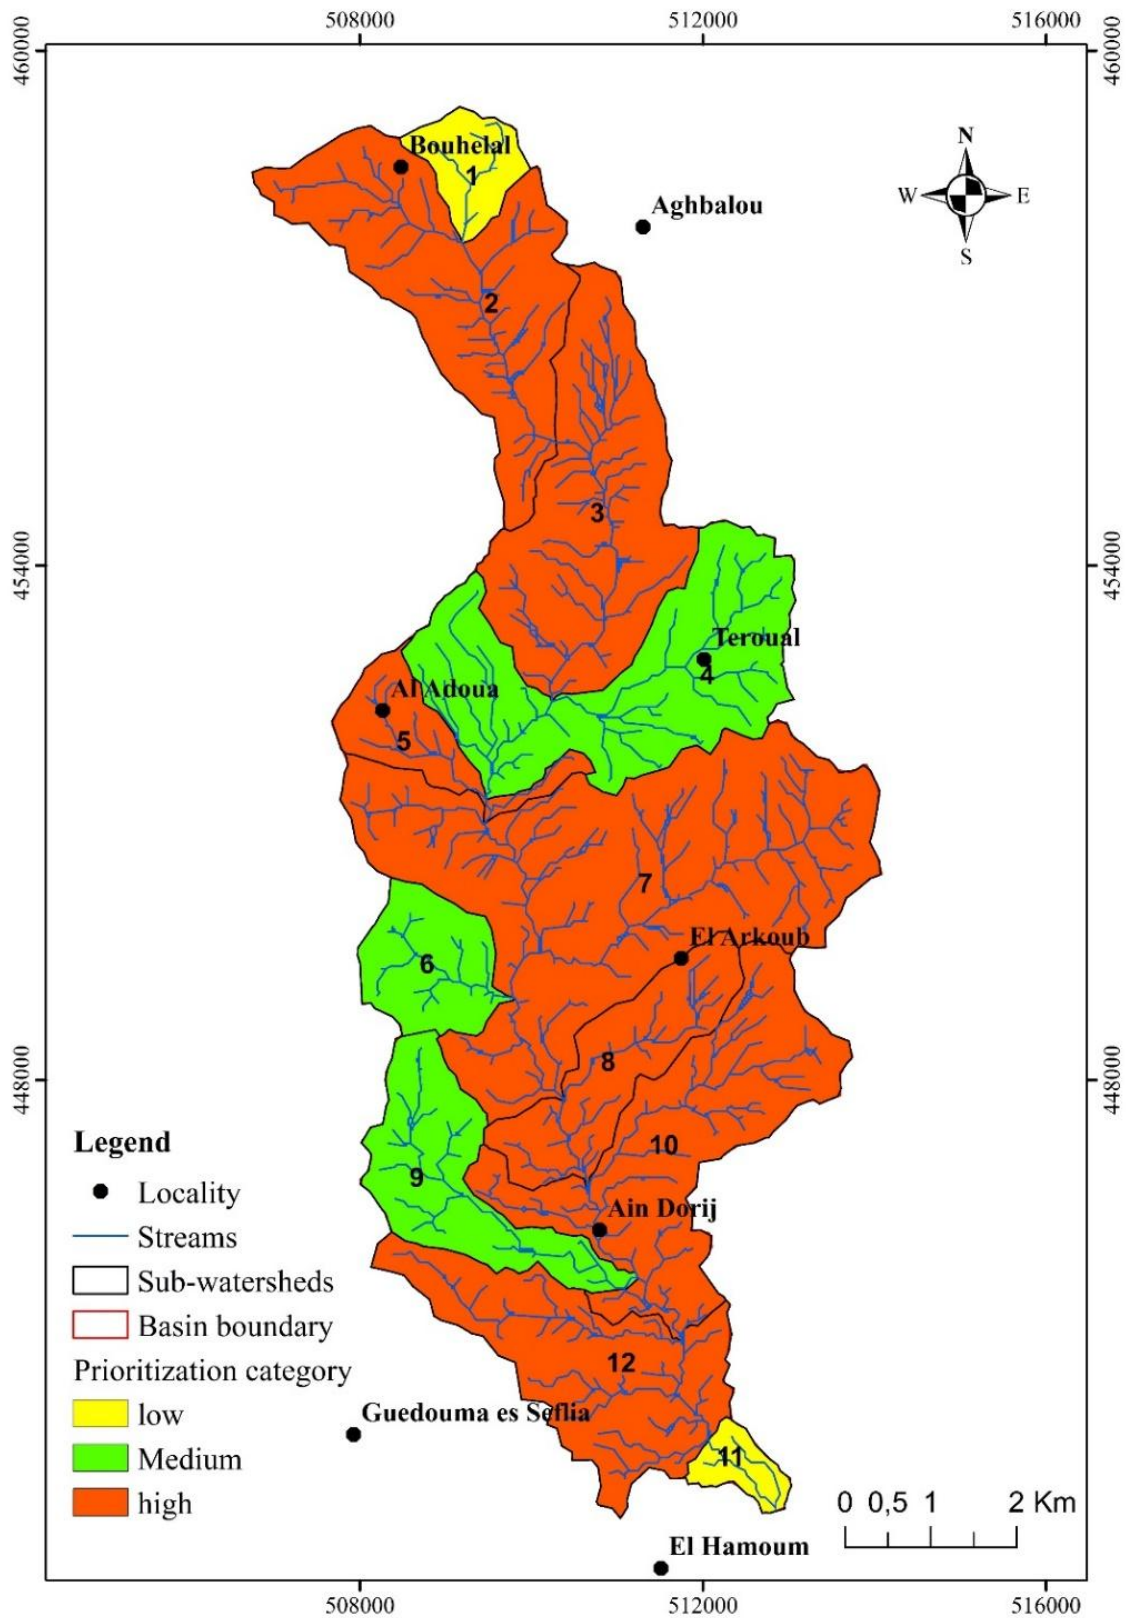 508000 512000 516000
460000 460000
N
Bouhelal
1
W E
Aghbalou
S
2
3
454000 454000
Teroual
4
Al Adoua
5
7
El Arkoub
6
8
448000 448000
10
Legend
9
Locality
Ain Dorij
Streams
Sub-watersheds
Basin boundary
12
Prioritization category
low
Guedouma es Seflia
Medium
11
high
0 0,5 1 2 Km
El Hamoum
508000 512000 516000